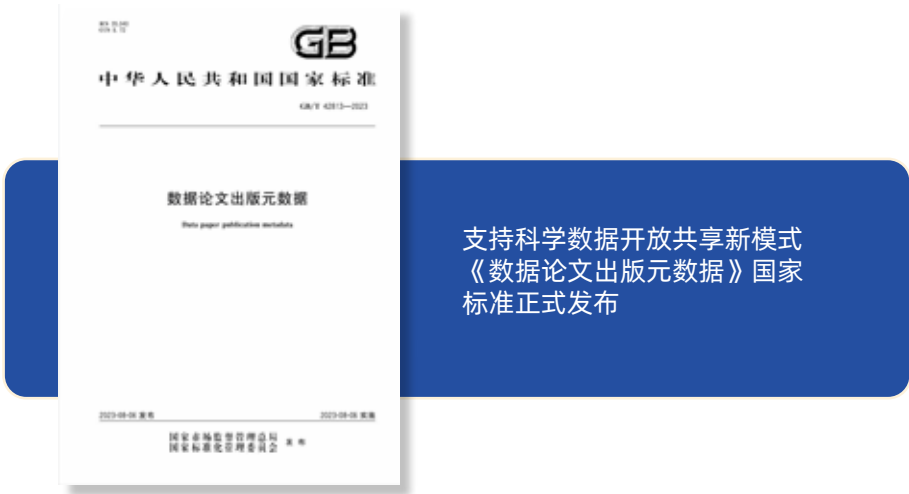 GB
中华人民共和国国家标准
GB/T 42813—2023
数据论文出版元数据
Data paper publication metadata
支持科学数据开放共享新模式
《数据论文出版元数据》国家
标准正式发布
2023-08-06 发布
2023-08-06 实施
国家市场监督管理总局
国家标准化管理委员会
发 布